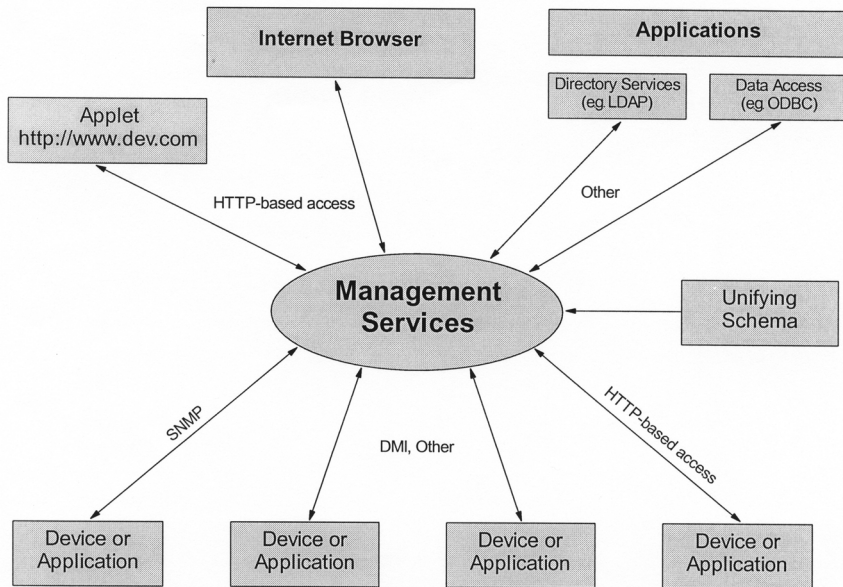 Internet Browser
Applications
Directory Services
(eg LDAP)
Data Access
(eg ODBC)
Applet
http://www.dev.com
HTTP-based access
Other
Management
Services
Unifying
Schema
SNMP
DMI, Other
HTTP-based access
Device or
Application
Device or
Application
Device or
Application
Device or
Application